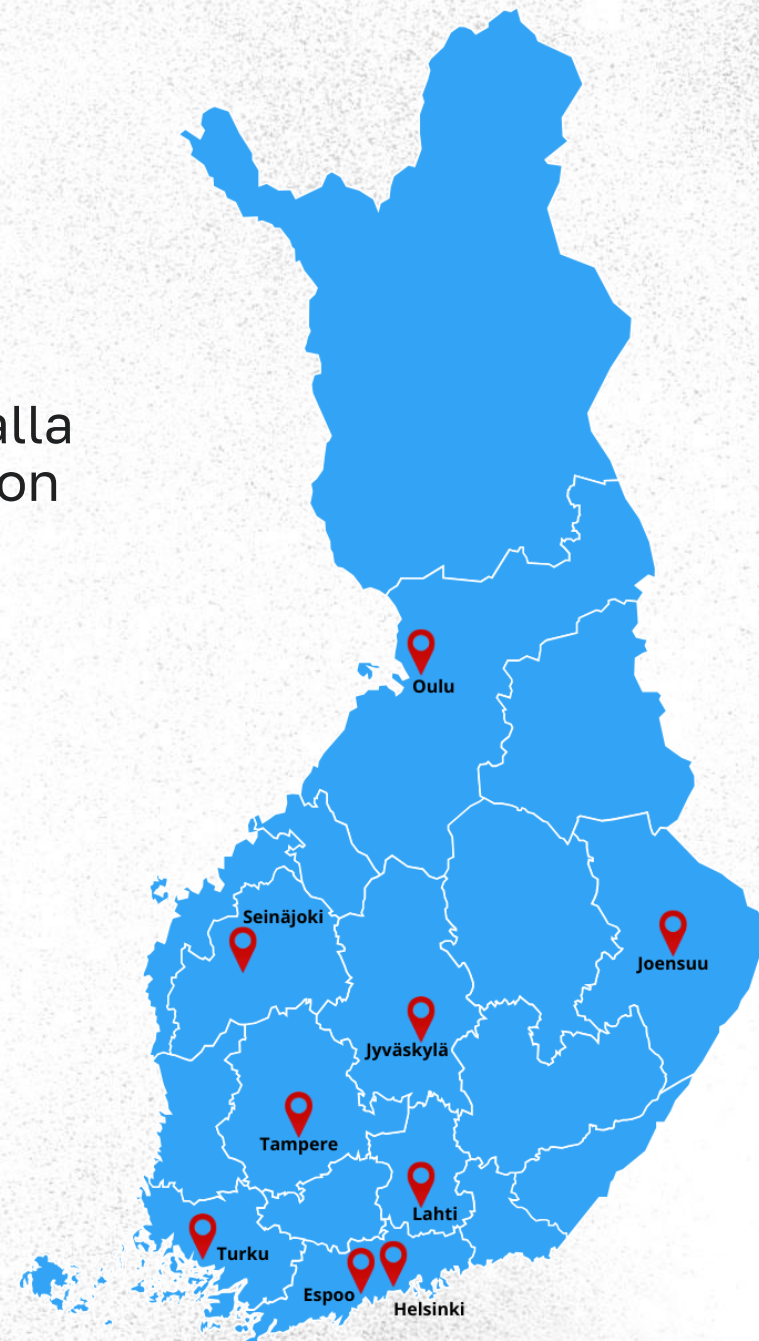 alla
on
Oulu
Seinäjoki
Joensuu
Jyväskylä
Tampere
Lahti
Turku
Espoo
Helsinki